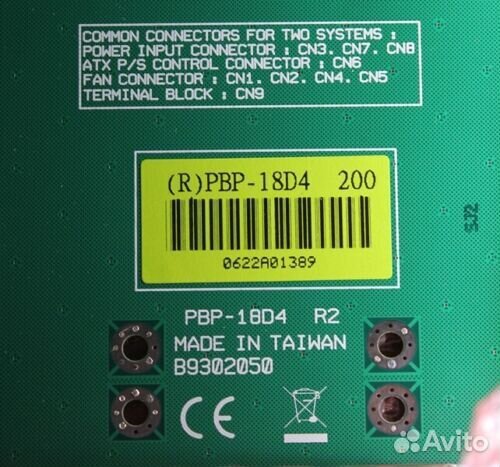 COMMON CONNECTORS FOR TWO SYSTEMS :
POWER INPUT CONNECTOR : CN3. CN7. CN8
ATX P/S CONTROL CONNECTOR : CN6
FAN CONNECTOR : CN1. CN2. CN4. CN5
TERMINAL BLOCK : CN9
(R)PBP-18D4 200
0622A01389
SJ2
PBP-18D4 R2
MADE IN TAIWAN
B9302050
CE
Avito